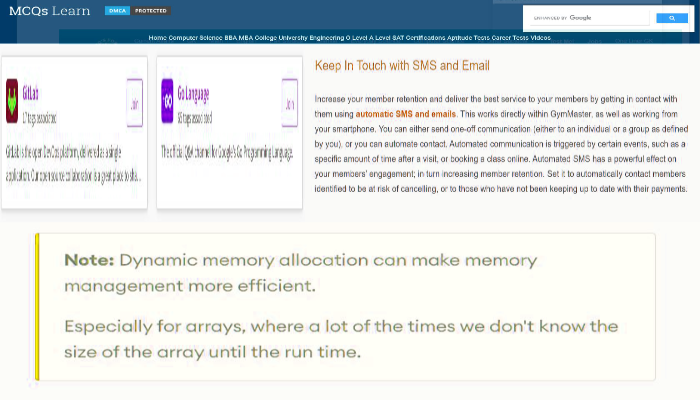 MCQs Learn
DMCA PROTECTED
ENHANCED BY Google
Home Computer Science BBA MBA College University Engineering O Level A Level SAT Certifications Aptitude Tests Career Tests Videos
GitLab
17 tags associated
Join
GitLab is the open DevOps platform, delivered as a single
application. Our open source collaboration is a great place to sha...
GO
Go Language
Join
The official Q&A channel for Google's Go Programming Language.
Keep In Touch with SMS and Email
Increase your member retention and deliver the best service to your members by getting in contact with
them using automatic SMS and emails. This works directly within GymMaster, as well as working from
your smartphone. You can either send one-off communication (either to an individual or a group as defined
by you), or you can automate contact. Automated communication is triggered by certain events, such as a
specific amount of time after a visit, or booking a class online. Automated SMS has a powerful effect on
your members' engagement; in turn increasing member retention. Set it to automatically contact members
identified to be at risk of cancelling, or to those who have not been keeping up to date with their payments.
Note: Dynamic memory allocation can make memory
management more efficient.
Especially for arrays, where a lot of the times we don't know the
size of the array until the run time.